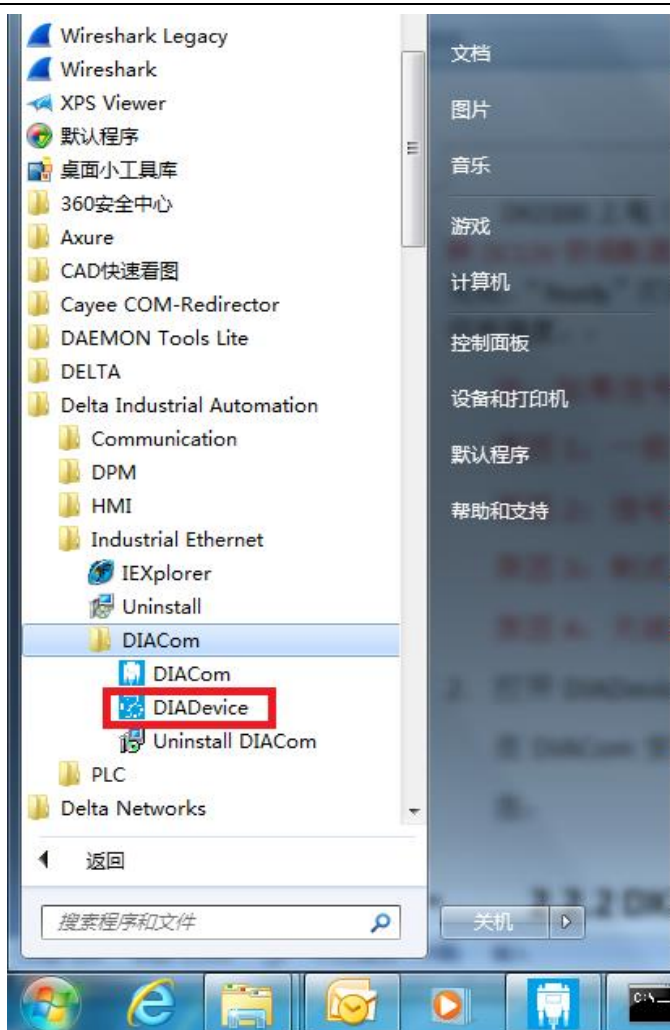 Wireshark Legacy
Wireshark
XPS Viewer
默认程序
桌面小工具库
360安全中心
Axure
CAD快速看图
Cayee COM-Redirector
DAEMON Tools Lite
DELTA
Delta Industrial Automation
Communication
DPM
HMI
Industrial Ethernet
IEXplorer
Uninstall
DIACom
DIACom
DIADevice
Uninstall DIACom
PLC
Delta Networks
返回
搜索程序和文件
文档
图片
音乐
游戏
计算机
控制面板
设备和打印机
默认程序
帮助和支持
关机
C:\